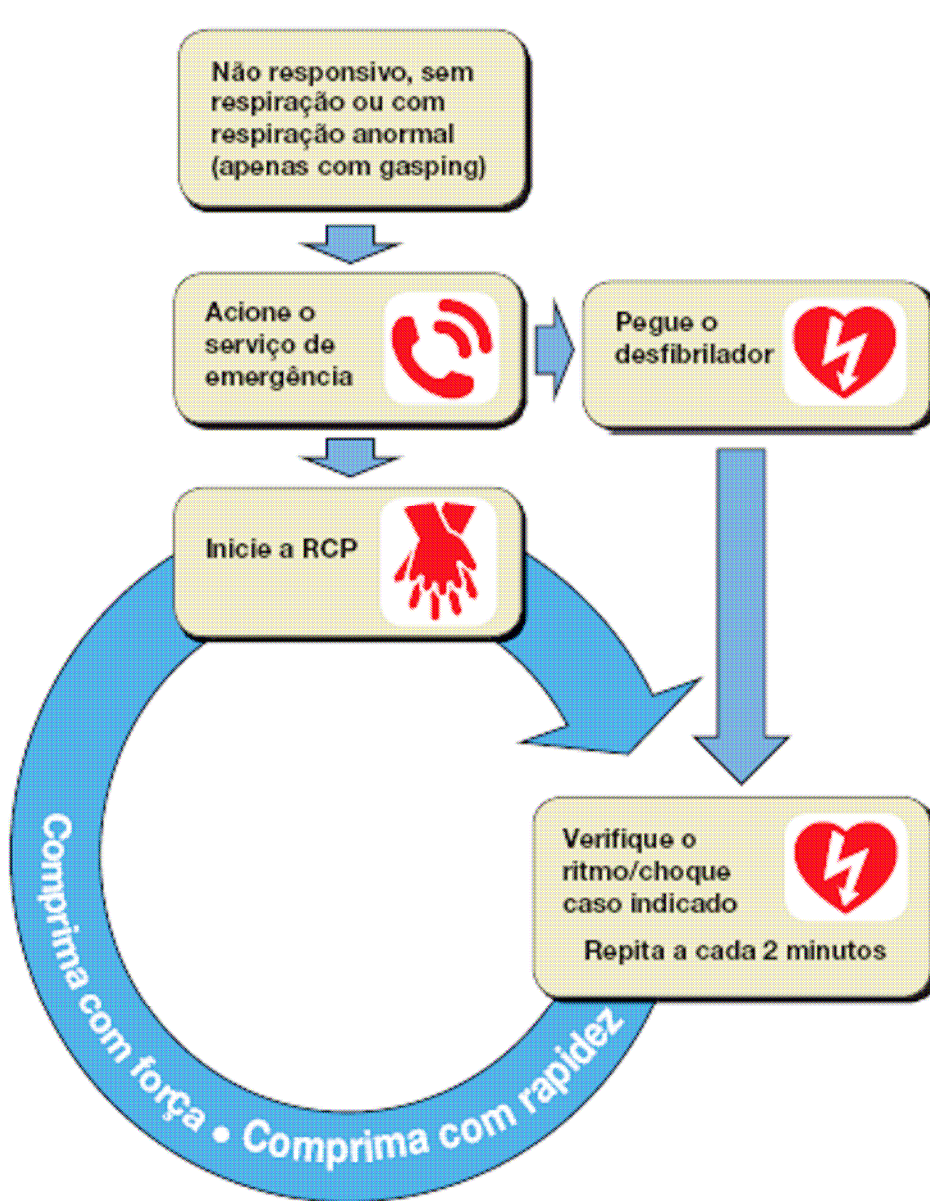 Não responsivo, sem
respiração ou com
respiração anormal
(apenas com gasping)
Acione o
serviço de
emergência
Pegue o
desfibrilador
Inicie a RCP
Verifique o
ritmo/choque
caso indicado
Repita a cada 2 minutos
Comprima com força • Comprima com rapidez